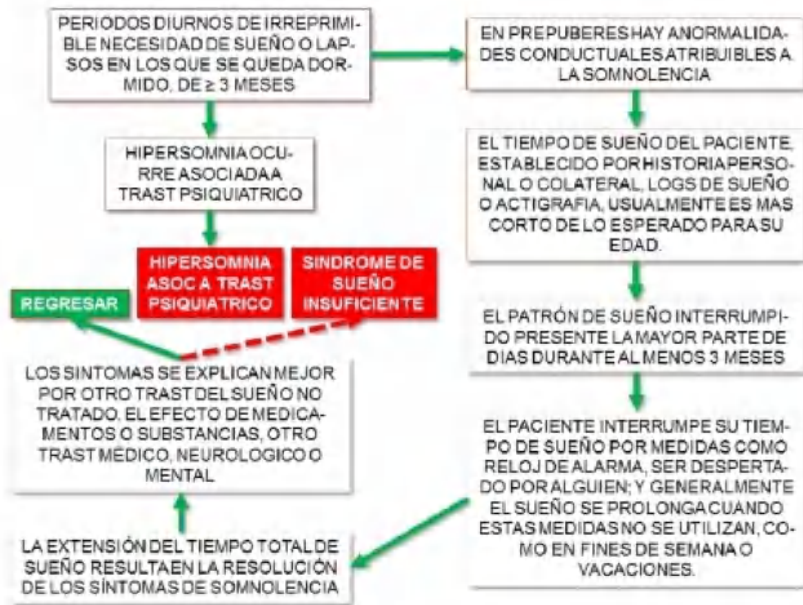 PERIODOS DIURNOS DE IRREPRIMI-
BLE NECESIDAD DE SUEÑO O LAP-
SOS EN LOS QUE SE QUEDA DOR-
MIDO, DE ≥ 3 MESES
EN PREPUBERES HAY ANORMALIDA-
DES CONDUCTUALES ATRIBUIBLES A
LA SOMNOLENCIA
HIPERSOMNIA OCU-
RRE ASOCIADA A
TRAST PSIQUIATRICO
EL TIEMPO DE SUEÑO DEL PACIENTE,
ESTABLECIDO POR HISTORIA PERSO-
NAL O COLATERAL, LOGS DE SUEÑO
O ACTIGRAFIA, USUALMENTE ES MAS
CORTO DE LO ESPERADO PARA SU
EDAD.
HIPERSOMNIA
ASOC A TRAST
PSIQUIATRICO
SINDROME DE
SUEÑO
INSUFICIENTE
REGRESAR
EL PATRÓN DE SUEÑO INTERRUMPI-
DO PRESENTE LA MAYOR PARTE DE
DIAS DURANTE AL MENOS 3 MESES
LOS SINTOMAS SE EXPLICAN MEJOR
POR OTRO TRAST DEL SUEÑO NO
TRATADO, EL EFECTO DE MEDICA-
MENTOS O SUBSTANCIAS, OTRO
TRAST MÉDICO, NEUROLOGICO O
MENTAL
EL PACIENTE INTERRUMPE SU TIEM-
PO DE SUEÑO POR MEDIDAS COMO
RELOJ DE ALARMA, SER DESPERTA-
DO POR ALGUIEN; Y GENERALMENTE
EL SUEÑO SE PROLONGA CUANDO
ESTAS MEDIDAS NO SE UTILIZAN, CO-
MO EN FINES DE SEMANA O
VACACIONES.
LA EXTENSIÓN DEL TIEMPO TOTAL DE
SUEÑO RESULTA EN LA RESOLUCIÓN
DE LOS SÍNTOMAS DE SOMNOLENCIA